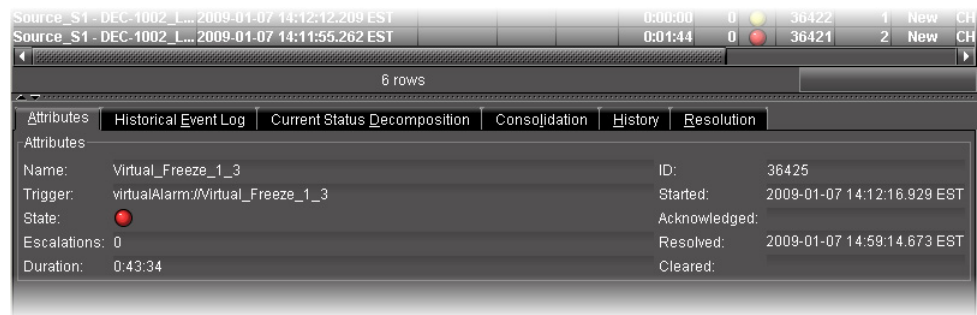 Source_S1 - DEC-1002_L... 2009-01-07 14:12:12.209 EST 0:00:00 0 36422 1 New CH
Source_S1 - DEC-1002_L... 2009-01-07 14:11:55.262 EST 0:01:44 0 36421 2 New CH
6 rows
Attributes Historical Event Log Current Status Decomposition Consolidation History Resolution
Attributes
Name: Virtual_Freeze_1_3 ID: 36425
Trigger: virtualAlarm://Virtual_Freeze_1_3 Started: 2009-01-07 14:12:16.929 EST
State: Acknowledged:
Escalations: 0 Resolved: 2009-01-07 14:59:14.673 EST
Duration: 0:43:34 Cleared: